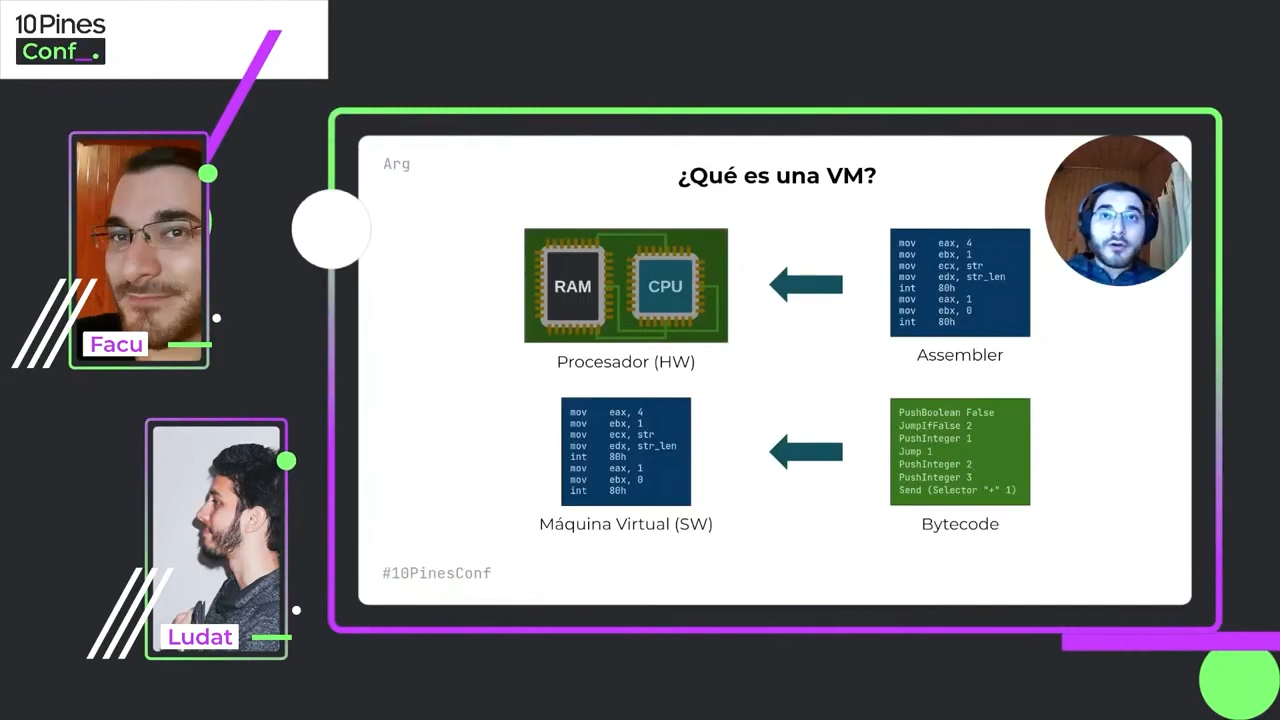 10Pines
Conf_.
Facu
Ludat
Arg
¿Qué es una VM?
RAM
CPU
Procesador (HW)
mov eax, 4
mov ebx, 1
mov ecx, str
mov edx, str_len
int 80h
mov eax, 1
mov ebx, 0
int 80h
Assembler
mov eax, 4
mov ebx, 1
mov ecx, str
mov edx, str_len
int 80h
mov eax, 1
mov ebx, 0
int 80h
Máquina Virtual (SW)
PushBoolean False
JumpIfFalse 2
PushInteger 1
Jump 1
PushInteger 2
PushInteger 3
Send (Selector "+" 1)
Bytecode
#10PinesConf